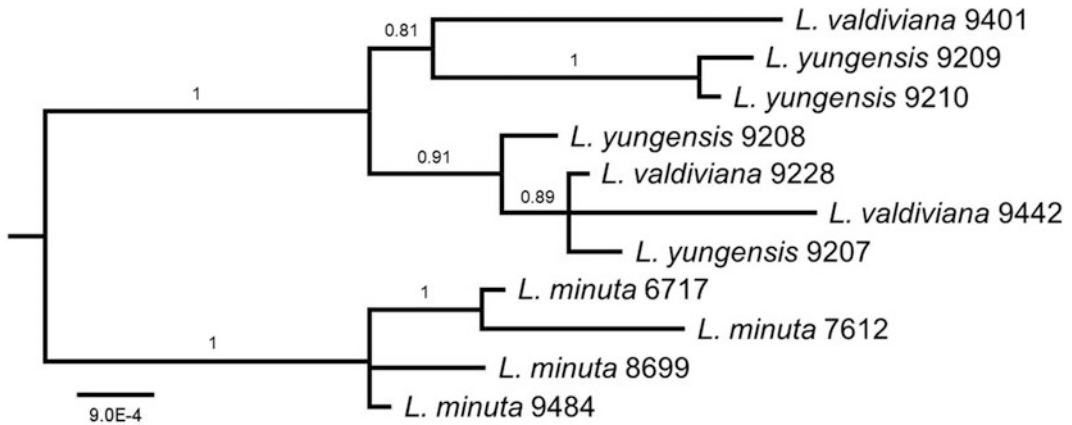 L. valdiviana 9401
0.81
L. yungensis 9209
1
L. yungensis 9210
1
L. yungensis 9208
0.91
L. valdiviana 9228
0.89
L. valdiviana 9442
L. yungensis 9207
L. minuta 6717
1
L. minuta 7612
1
L. minuta 8699
L. minuta 9484
9.0E-4